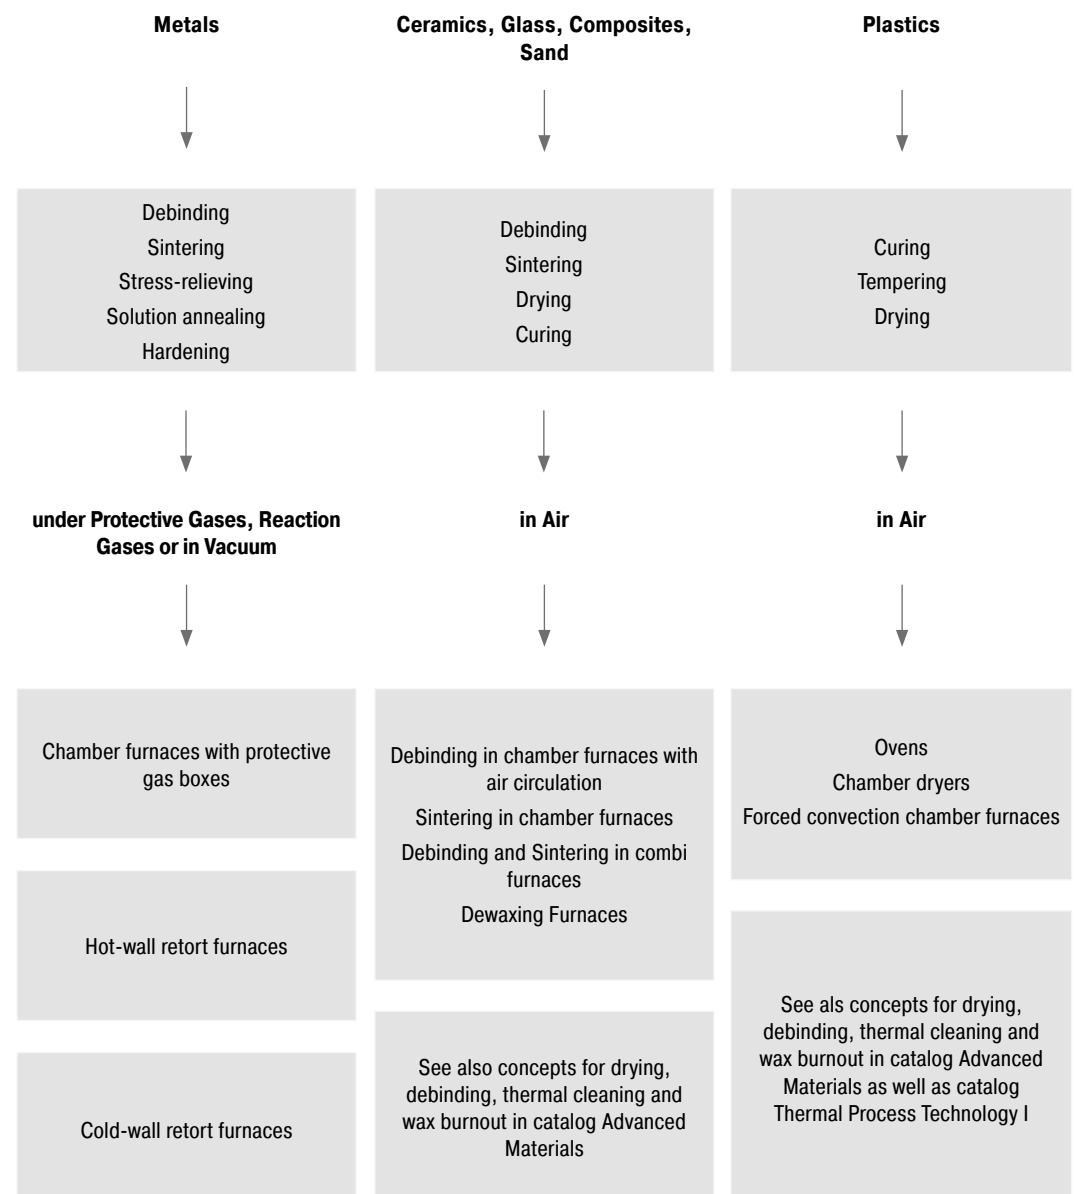 Metals
Debinding
Sintering
Stress-relieving
Solution annealing
Hardening
under Protective Gases, Reaction
Gases or in Vacuum
Chamber furnaces with protective
gas boxes
Hot-wall retort furnaces
Cold-wall retort furnaces
Ceramics, Glass, Composites,
Sand
Debinding
Sintering
Drying
Curing
in Air
Debinding in chamber furnaces with
air circulation
Sintering in chamber furnaces
Debinding and Sintering in combi
furnaces
Dewaxing Furnaces
See also concepts for drying,
debinding, thermal cleaning and
wax burnout in catalog Advanced
Materials
Plastics
Curing
Tempering
Drying
in Air
Ovens
Chamber dryers
Forced convection chamber furnaces
See als concepts for drying,
debinding, thermal cleaning and
wax burnout in catalog Advanced
Materials as well as catalog
Thermal Process Technology I